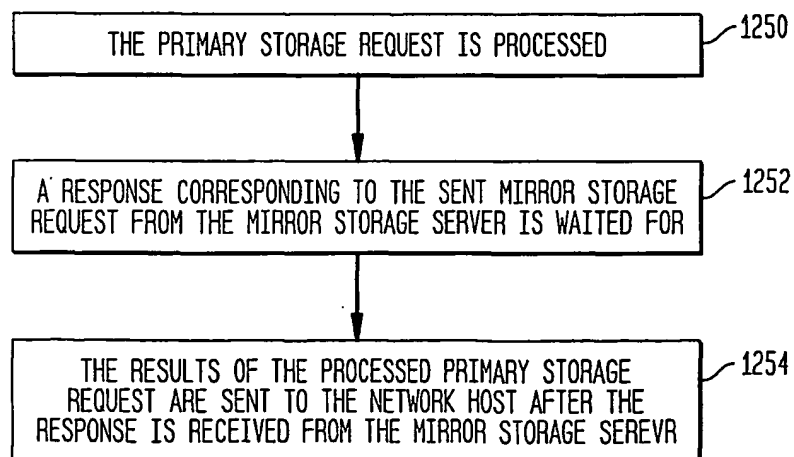 THE PRIMARY STORAGE REQUEST IS PROCESSED
1250
A RESPONSE CORRESPONDING TO THE SENT MIRROR STORAGE
REQUEST FROM THE MIRROR STORAGE SERVER IS WAITED FOR
1252
THE RESULTS OF THE PROCESSED PRIMARY STORAGE
REQUEST ARE SENT TO THE NETWORK HOST AFTER THE
RESPONSE IS RECEIVED FROM THE MIRROR STORAGE SEREVR
1254